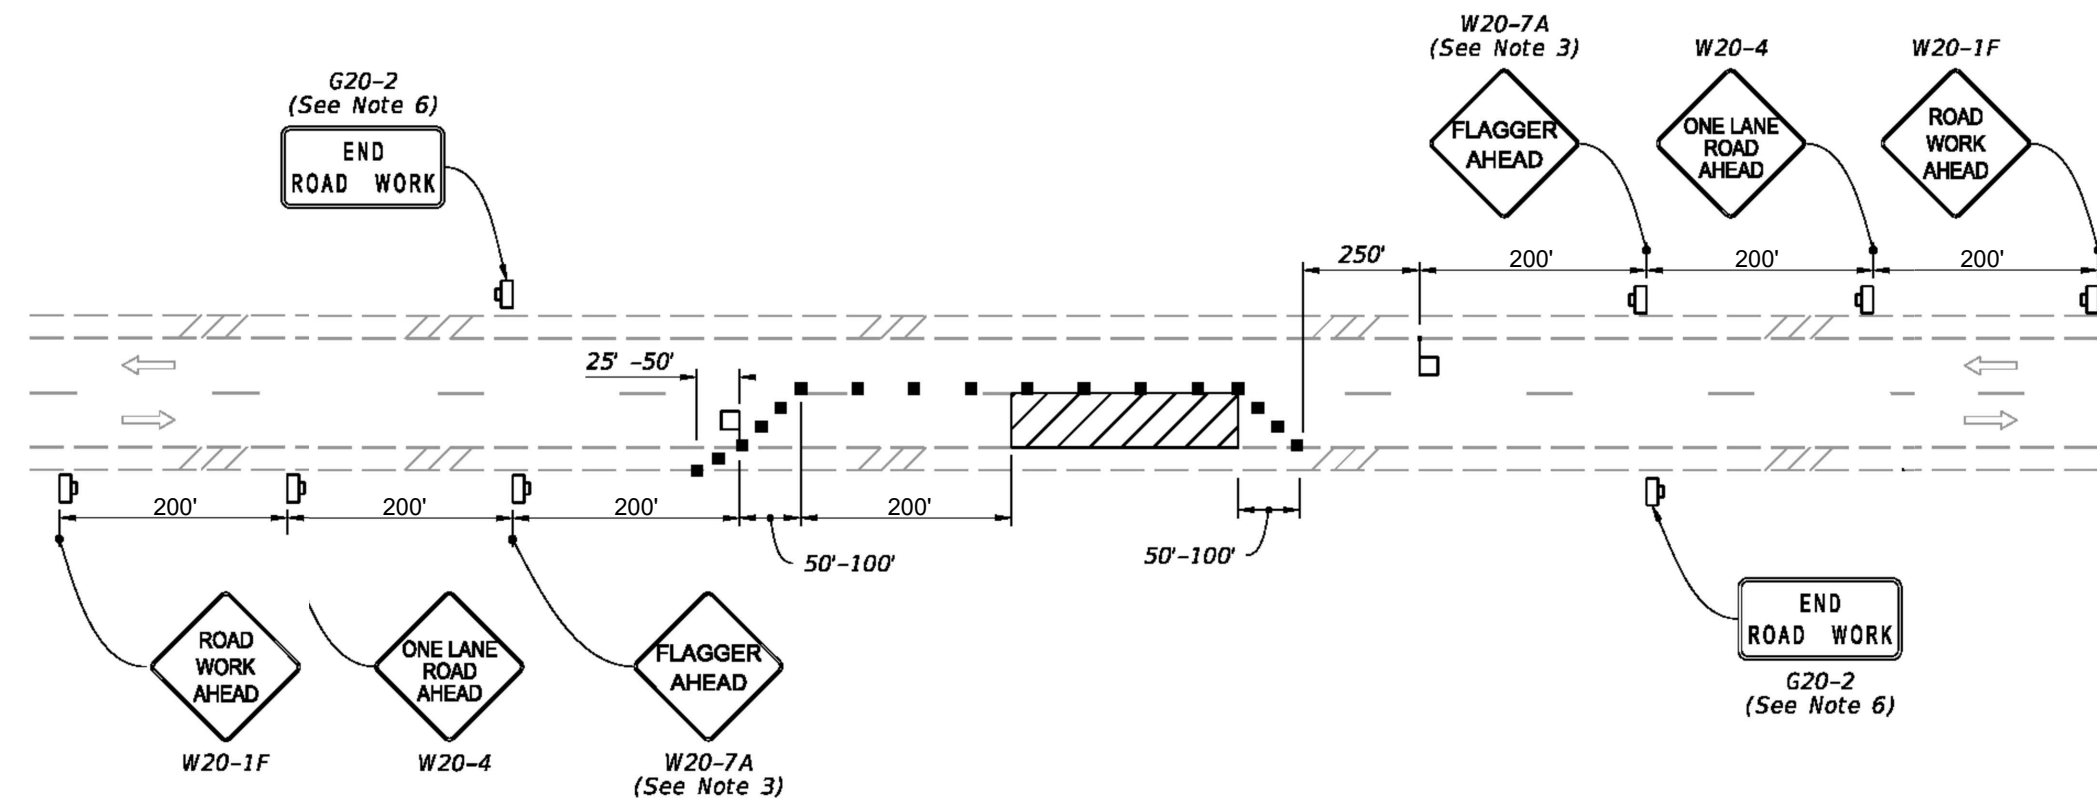 W20-7A
(See Note 3)
W20-4
W20-1F
G20-2
(See Note 6)
END
ROAD WORK
FLAGGER
AHEAD
ONE LANE
ROAD
AHEAD
ROAD
WORK
AHEAD
250'
200'
200'
200'
25' -50'
200'
200'
200'
200'
50'-100'
50'-100'
ROAD
WORK
AHEAD
W20-1F
ONE LANE
ROAD
AHEAD
W20-4
FLAGGER
AHEAD
W20-7A
(See Note 3)
END
ROAD WORK
G20-2
(See Note 6)